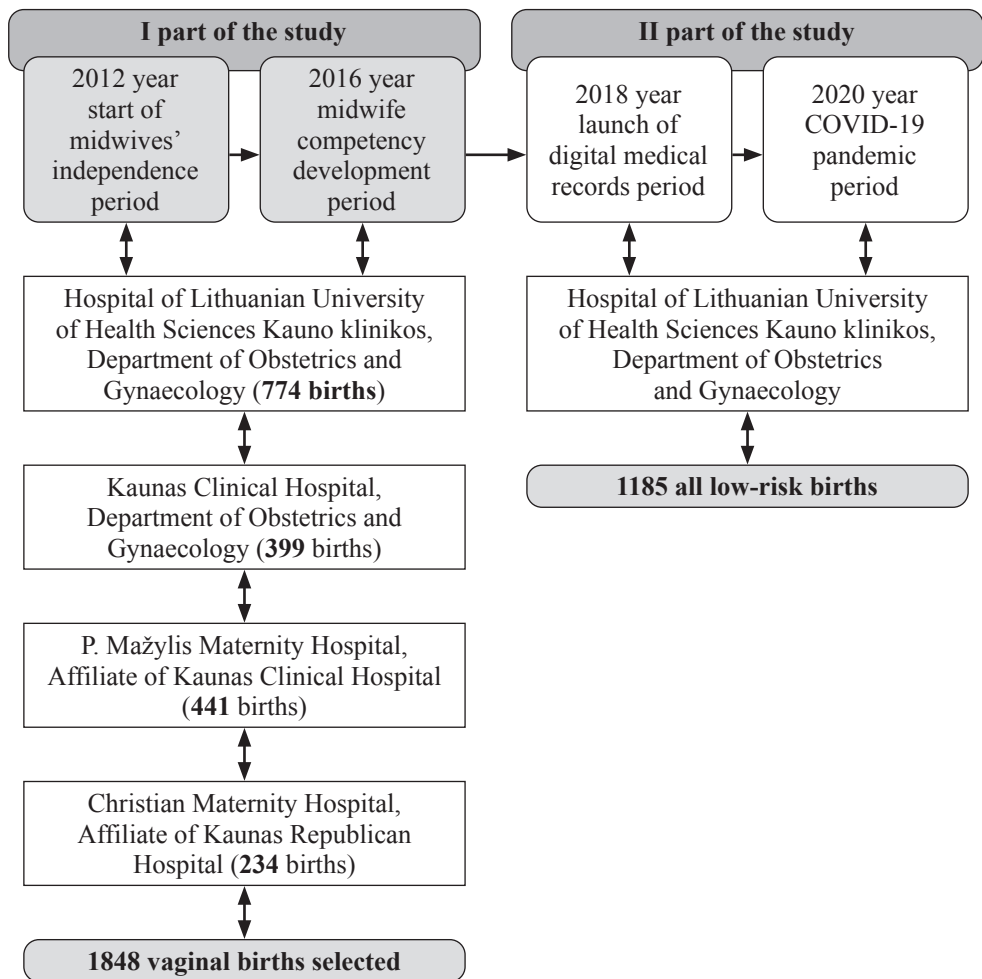 I part of the study
2012 year
start of
midwives’
independence
period
2016 year
midwife
competency
development
period
Hospital of Lithuanian University
of Health Sciences Kauno klinikos,
Department of Obstetrics and
Gynaecology (774 births)
Kaunas Clinical Hospital,
Department of Obstetrics and
Gynaecology (399 births)
P. Mažylis Maternity Hospital,
Affiliate of Kaunas Clinical Hospital
(441 births)
Christian Maternity Hospital,
Affiliate of Kaunas Republican
Hospital (234 births)
1848 vaginal births selected
II part of the study
2018 year
launch of
digital medical
records period
2020 year
COVID-19
pandemic
period
Hospital of Lithuanian University
of Health Sciences Kauno klinikos,
Department of Obstetrics
and Gynaecology
1185 all low-risk births